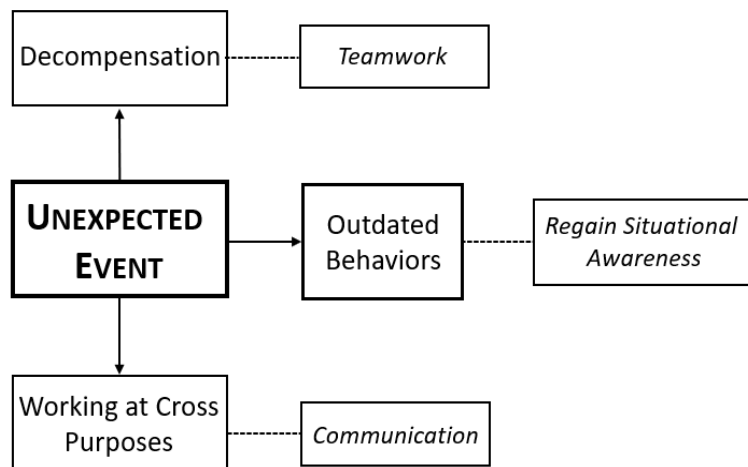 Decompensation
Teamwork
UNEXPECTED
EVENT
Outdated
Behaviors
Regain Situational
Awareness
Working at Cross
Purposes
Communication